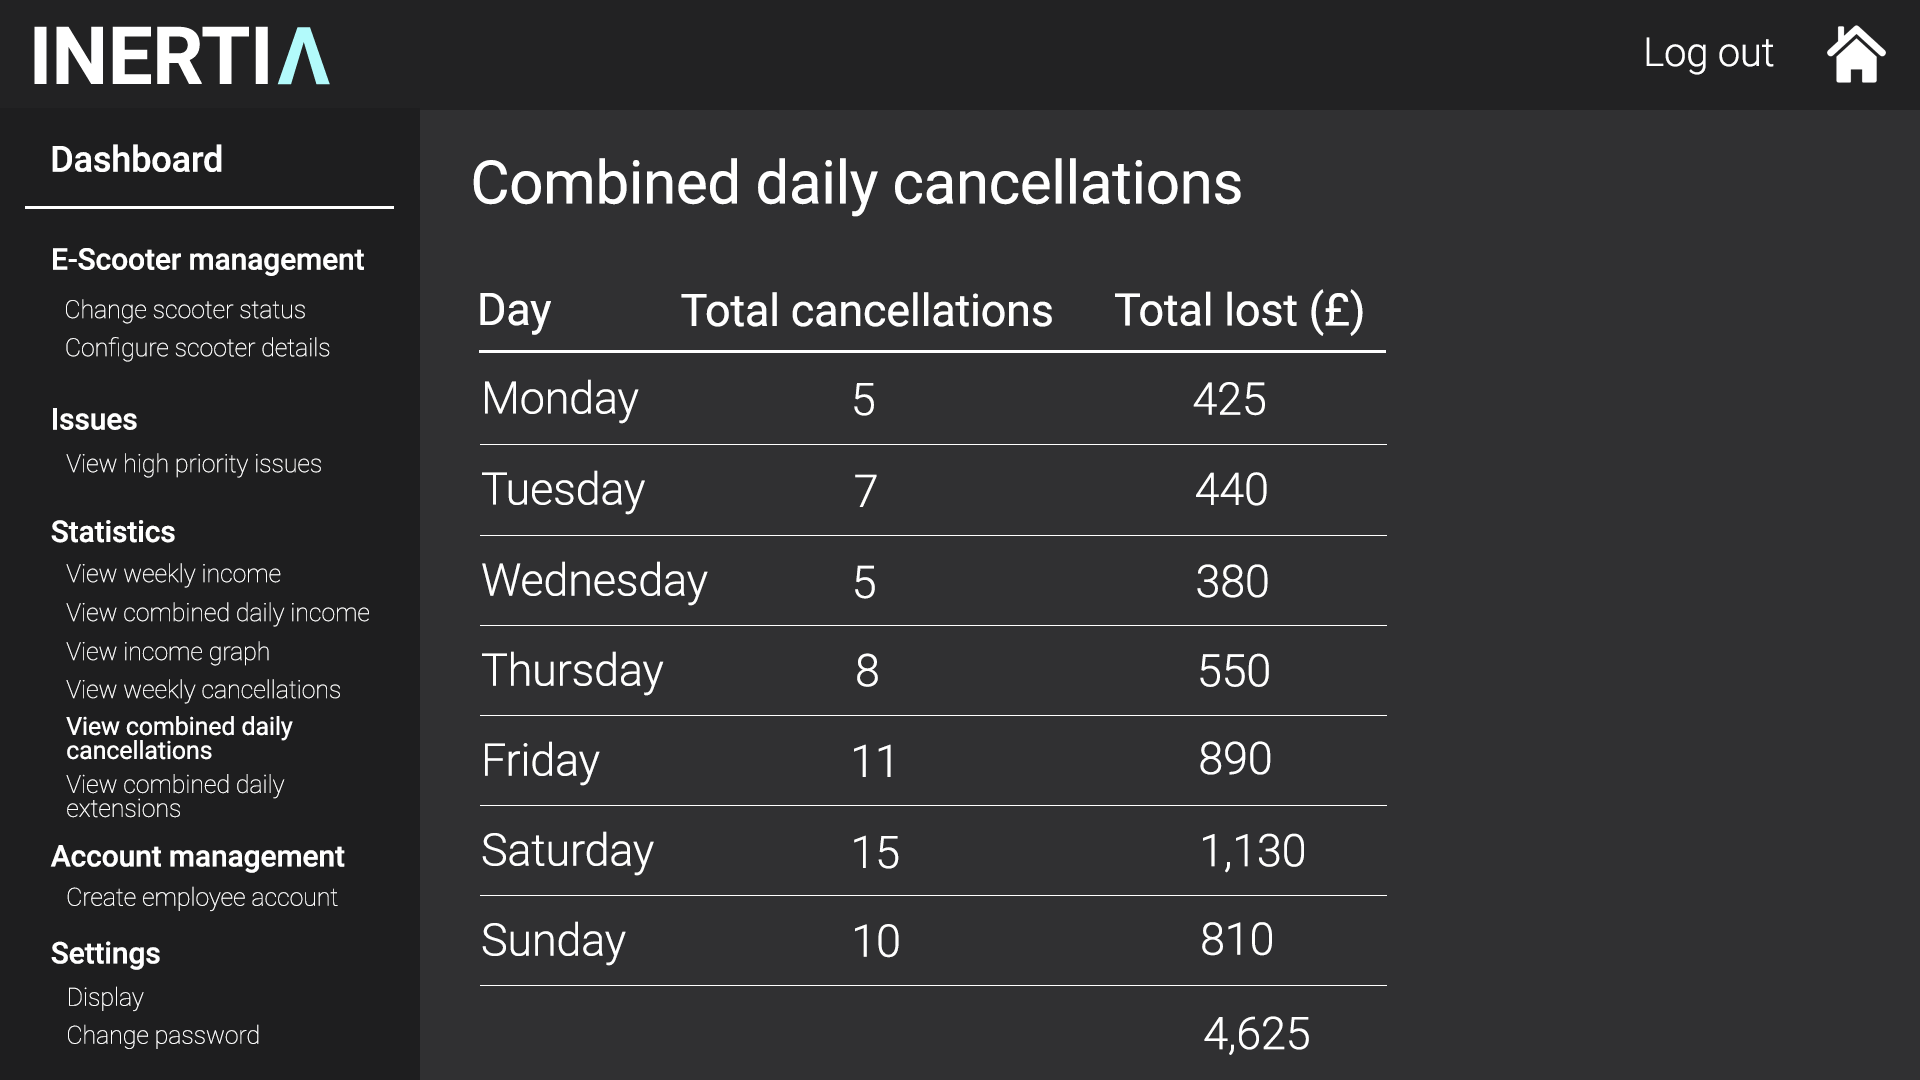 INERTIA
Log out
Dashboard
E-Scooter management
Change scooter status
Configure scooter details
Issues
View high priority issues
Statistics
View weekly income
View combined daily income
View income graph
View weekly cancellations
View combined daily
cancellations
View combined daily
extensions
Account management
Create employee account
Settings
Display
Change password
Combined daily cancellations
Day Total cancellations Total lost (£)
Monday 5 425
Tuesday 7 440
Wednesday 5 380
Thursday 8 550
Friday 11 890
Saturday 15 1,130
Sunday 10 810
4,625